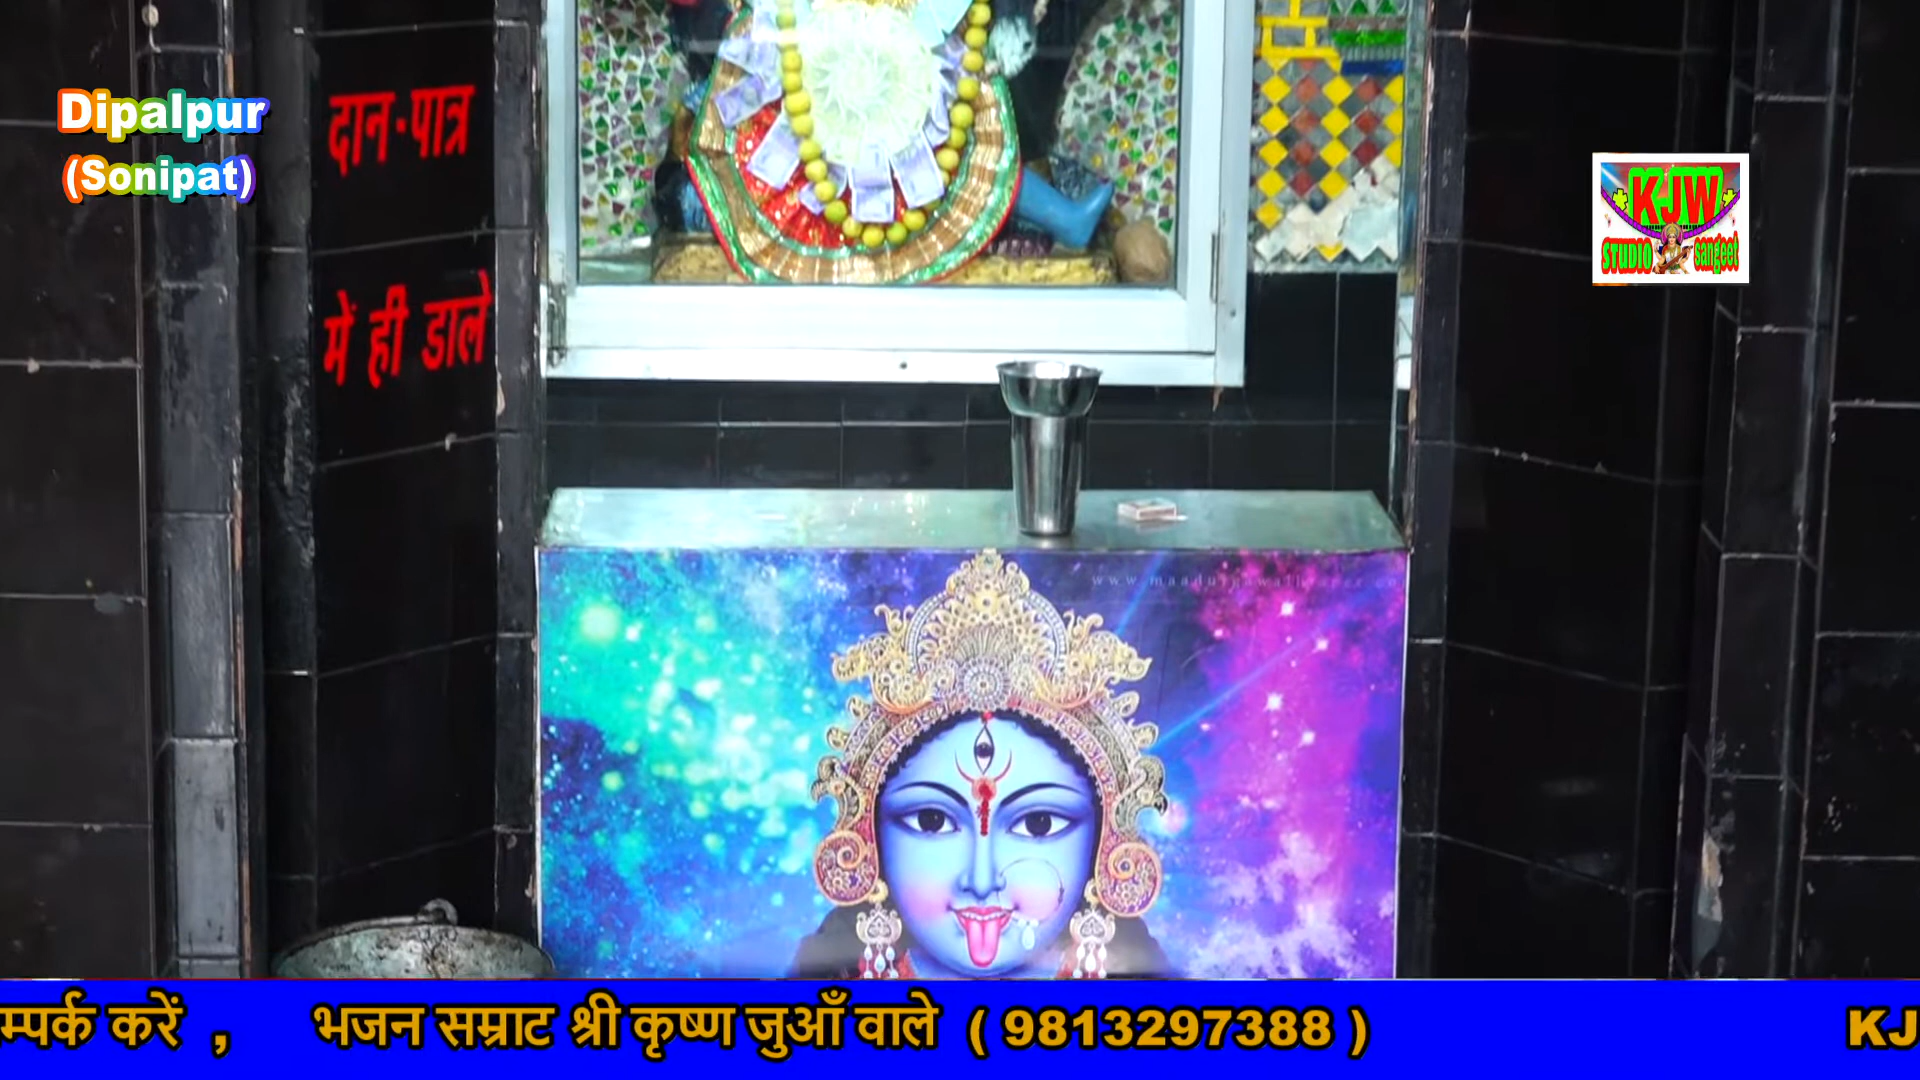 Dipalpur
(Sonipat)
दान-पात्र
में ही डाले
KJW
STUDIO
sangeet
म्पर्क करें , भजन सम्राट श्री कृष्ण जुआँ वाले ( 9813297388 ) KJ